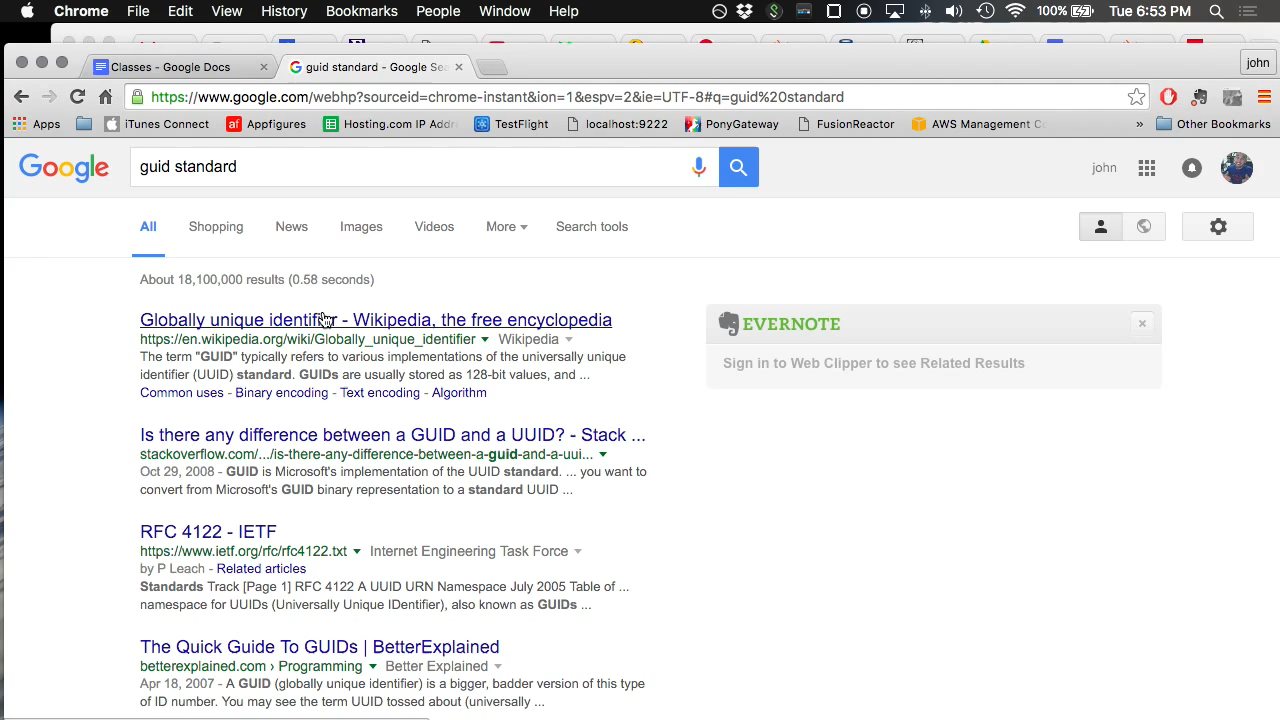 Chrome File Edit View History Bookmarks People Window Help 100% Tue 6:53 PM
Classes - Google Docs guid standard - Google Sea john
https://www.google.com/webhp?sourceid=chrome-instant&ion=1&espv=2&ie=UTF-8#q=guid%20standard
Apps iTunes Connect af Appfigures Hosting.com IP Addre TestFlight localhost:9222 PonyGateway FusionReactor AWS Management Co » Other Bookmarks
Google guid standard john
All Shopping News Images Videos More Search tools
About 18,100,000 results (0.58 seconds)
Globally unique identifier - Wikipedia, the free encyclopedia
https://en.wikipedia.org/wiki/Globally_unique_identifier Wikipedia
The term "GUID" typically refers to various implementations of the universally unique
identifier (UUID) standard. GUIDs are usually stored as 128-bit values, and ...
Common uses - Binary encoding - Text encoding - Algorithm
EVERNOTE
Sign in to Web Clipper to see Related Results
Is there any difference between a GUID and a UUID? - Stack ...
stackoverflow.com/.../is-there-any-difference-between-a-guid-and-a-uui...
Oct 29, 2008 - GUID is Microsoft's implementation of the UUID standard. ... you want to
convert from Microsoft's GUID binary representation to a standard UUID ...
RFC 4122 - IETF
https://www.ietf.org/rfc/rfc4122.txt Internet Engineering Task Force
by P Leach - Related articles
Standards Track [Page 1] RFC 4122 A UUID URN Namespace July 2005 Table of ...
namespace for UUIDs (Universally Unique IDentifier), also known as GUIDs ...
The Quick Guide To GUIDs | BetterExplained
betterexplained.com › Programming Better Explained
Apr 18, 2007 - A GUID (globally unique identifier) is a bigger, badder version of this type
of ID number. You may see the term UUID tossed about (universally ...